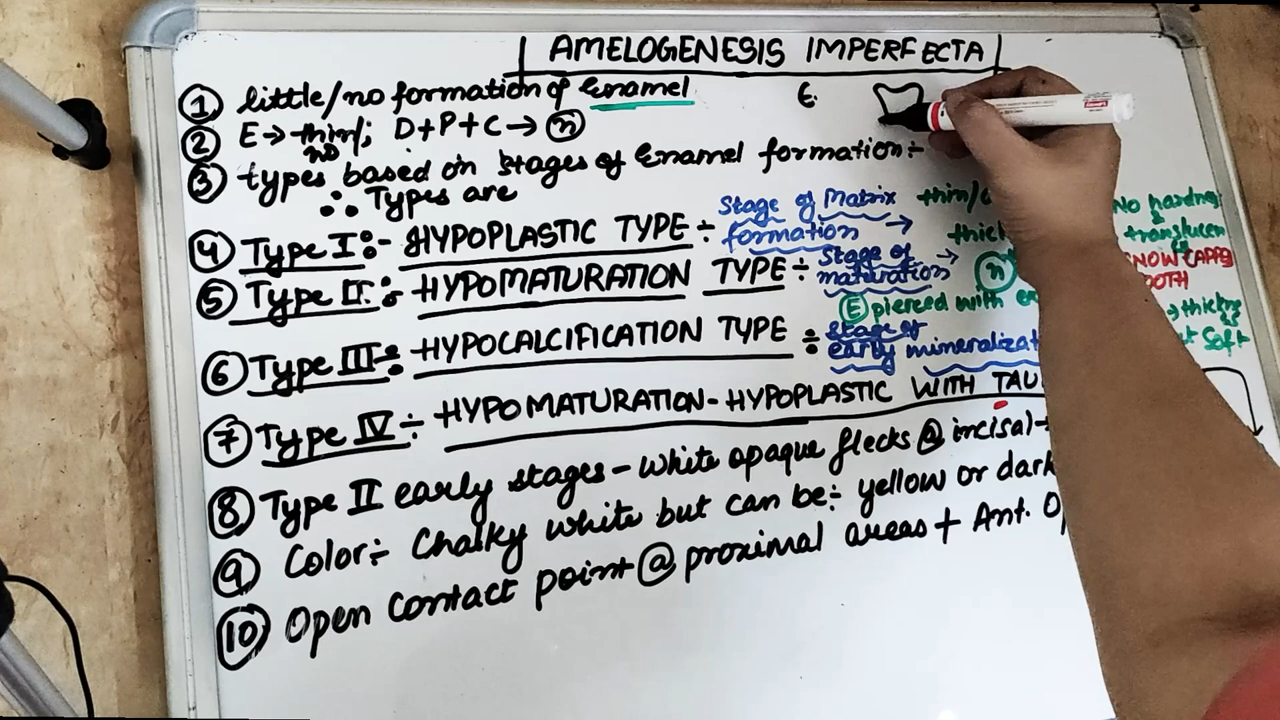 AMELOGENESIS IMPERFECTA
① little/no formation of Enamel E.
② E → thin/no; D+P+C → ⓝ
③ types based on stages of Enamel formation :-
∴ Types are
④ Type I :- HYPOPLASTIC TYPE ÷ Stage of Matrix formation → thin/ No hardness
⑤ Type II :- HYPOMATURATION TYPE ÷ Stage of maturation → thick ⓝ translucen SNOW CAPPE TOOTH
Ⓔ pierced with
⑥ Type III :- HYPOCALCIFICATION TYPE ÷ Stage of early mineralizat → thickne Soft
⑦ Type IV ÷ HYPOMATURATION-HYPOPLASTIC WITH TAU
⑧ Type II early stages - White opaque flecks @ incisal
⑨ Color ÷ Chalky white but can be ÷ yellow or dark
⑩ Open Contact point @ proximal areas + Ant. Op